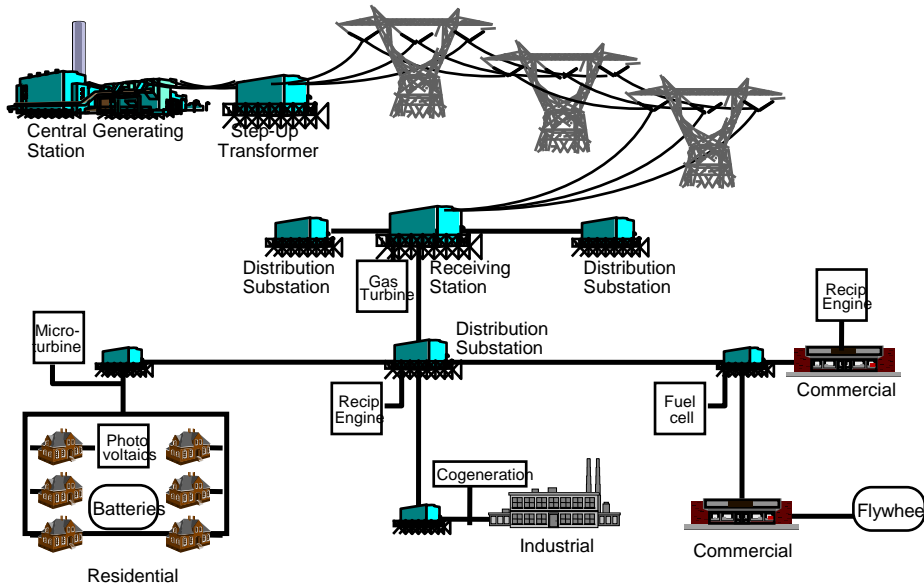 Central Generating
Station
Step-Up
Transformer
Distribution
Substation
Gas
Turbine
Receiving
Station
Distribution
Substation
Recip
Engine
Micro-
turbine
Distribution
Substation
Commercial
Recip
Engine
Fuel
cell
Photo
voltaics
Batteries
Cogeneration
Industrial
Commercial
Flywhee
Residential